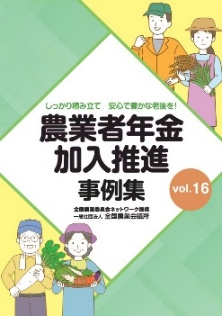 しっかり積み立て 安心で豊かな老後を!
農業者年金
加入推進
事例集
vol.16
全国農業委員会ネットワーク機構
一般社団法人 全国農業会議所